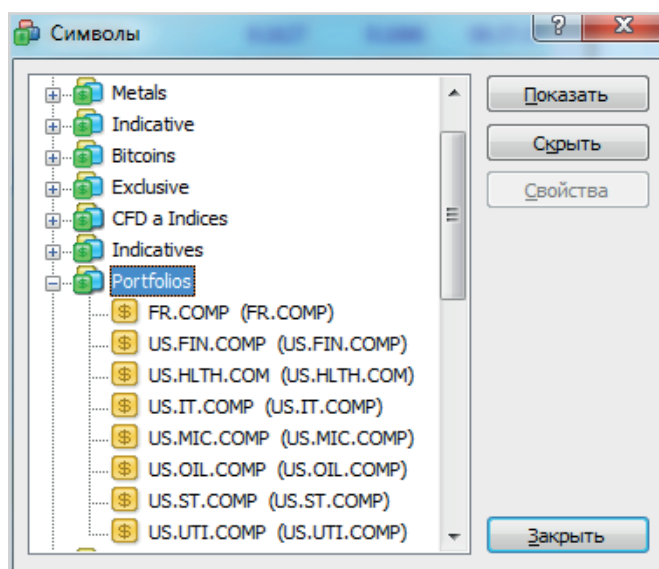 Символы
Metals
Indicative
Bitcoins
Exclusive
CFD a Indices
Indicatives
Portfolios
FR.COMP (FR.COMP)
US.FIN.COMP (US.FIN.COMP)
US.HLTH.COM (US.HLTH.COM)
US.IT.COMP (US.IT.COMP)
US.MIC.COMP (US.MIC.COMP)
US.OIL.COMP (US.OIL.COMP)
US.ST.COMP (US.ST.COMP)
US.UTI.COMP (US.UTI.COMP)
Показать
Скрыть
Свойства
Закрыть